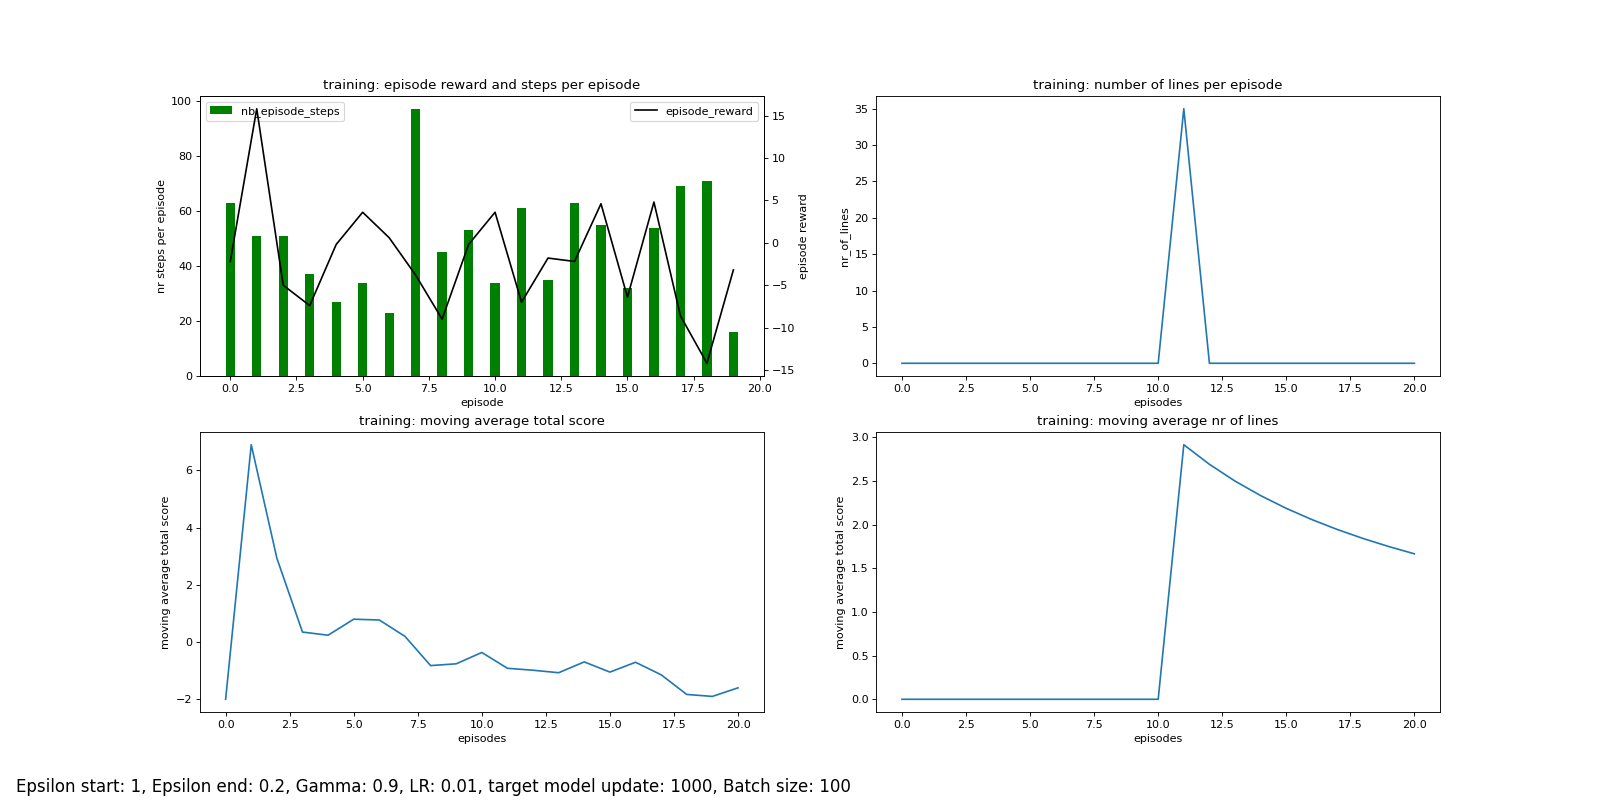 training: episode reward and steps per episode
nb_episode_steps
episode_reward
nr steps per episode
100
80
60
40
20
0
15
10
5
0
−5
−10
−15
episode reward
0.0 2.5 5.0 7.5 10.0 12.5 15.0 17.5 20.0
episode
training: number of lines per episode
nr_of_lines
35
30
25
20
15
10
5
0
0.0 2.5 5.0 7.5 10.0 12.5 15.0 17.5 20.0
episodes
training: moving average total score
moving average total score
6
4
2
0
−2
0.0 2.5 5.0 7.5 10.0 12.5 15.0 17.5 20.0
episodes
training: moving average nr of lines
moving average total score
3.0
2.5
2.0
1.5
1.0
0.5
0.0
0.0 2.5 5.0 7.5 10.0 12.5 15.0 17.5 20.0
episodes
Epsilon start: 1, Epsilon end: 0.2, Gamma: 0.9, LR: 0.01, target model update: 1000, Batch size: 100